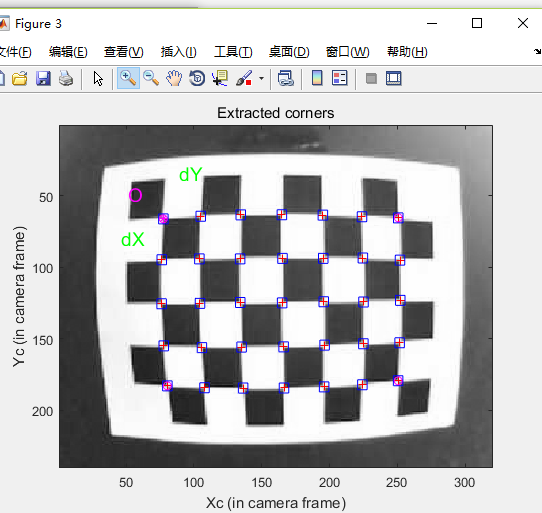 Figure 3
文件(F) 编辑(E) 查看(V) 插入(I) 工具(T) 桌面(D) 窗口(W) 帮助(H)
Extracted corners
dY
O
dX
50
100
150
200
Yc (in camera frame)
50 100 150 200 250 300
Xc (in camera frame)